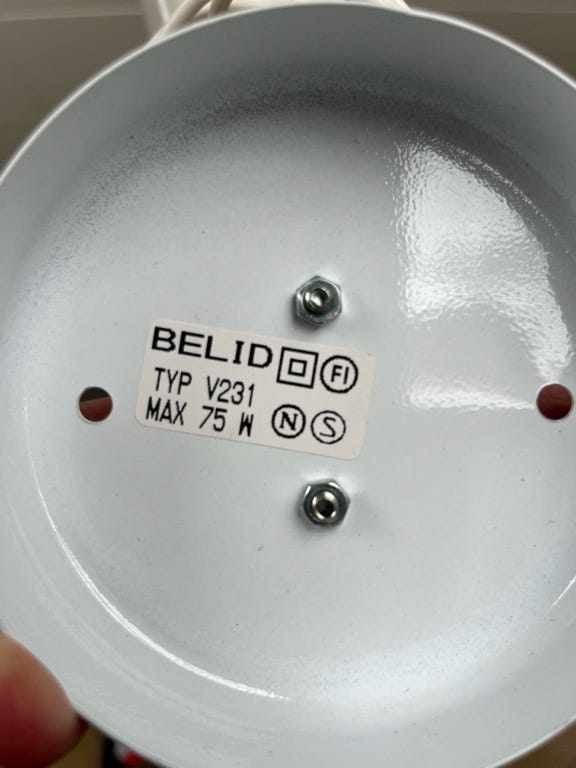 BELID FI
TYP V231
MAX 75 W N S